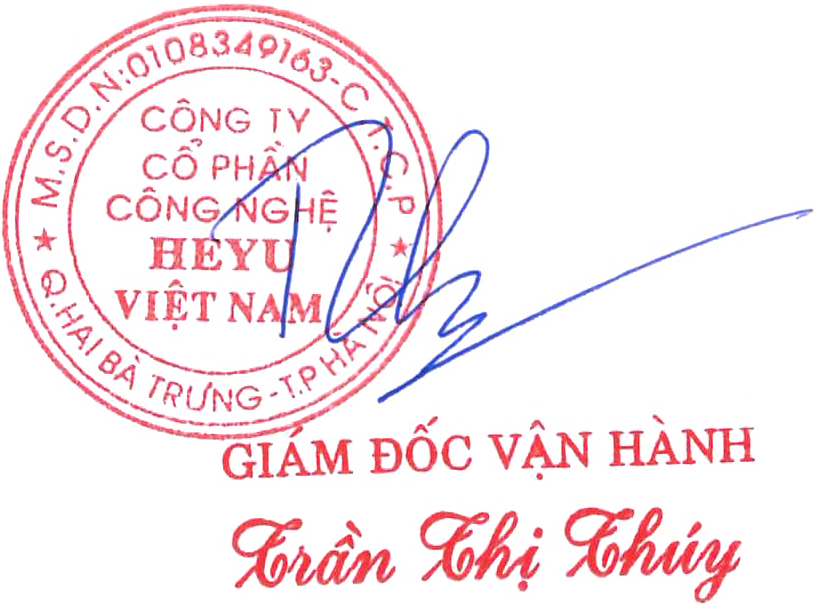 M.S.D.N:0108349163-C.T.C.P
CÔNG TY
CỔ PHẦN
CÔNG NGHỆ
HEYU
VIỆT NAM
★ Q.HAI BÀ TRƯNG-T.P HÀ NỘI ★
GIÁM ĐỐC VẬN HÀNH
Trần Thị Thúy